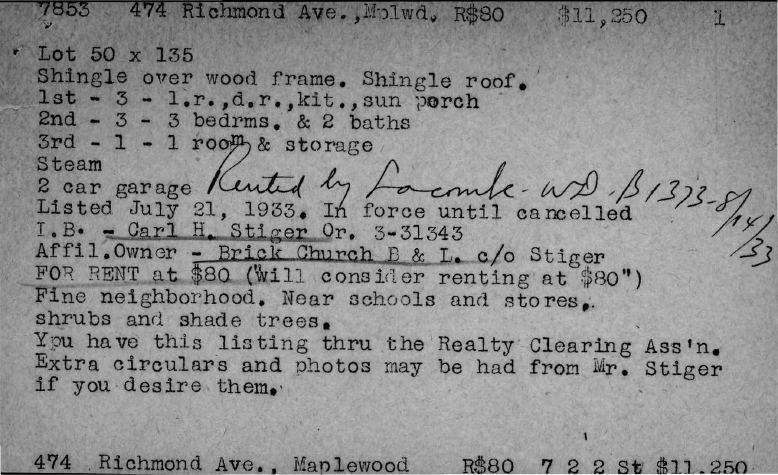 7853 474 Richmond Ave.,Mplwd. R$80 $11,250 1
Lot 50 x 135
Shingle over wood frame. Shingle roof.
1st - 3 - l.r.,d.r.,kit.,sun porch
2nd - 3 - 3 bedrms. & 2 baths
3rd - 1 - 1 room & storage
Steam
2 car garage Rented by Lacombe - WD - B1373-8/14/33
Listed July 21, 1933. In force until cancelled
I.B. - Carl H. Stiger Or. 3-31343
Affil.Owner - Brick Church B & L. c/o Stiger
FOR RENT at $80 ("will consider renting at $80")
Fine neighborhood. Near schools and stores,
shrubs and shade trees.
You have this listing thru the Realty Clearing Ass'n.
Extra circulars and photos may be had from Mr. Stiger
if you desire them.
474 Richmond Ave., Maplewood R$80 7 2 2 St $11,250